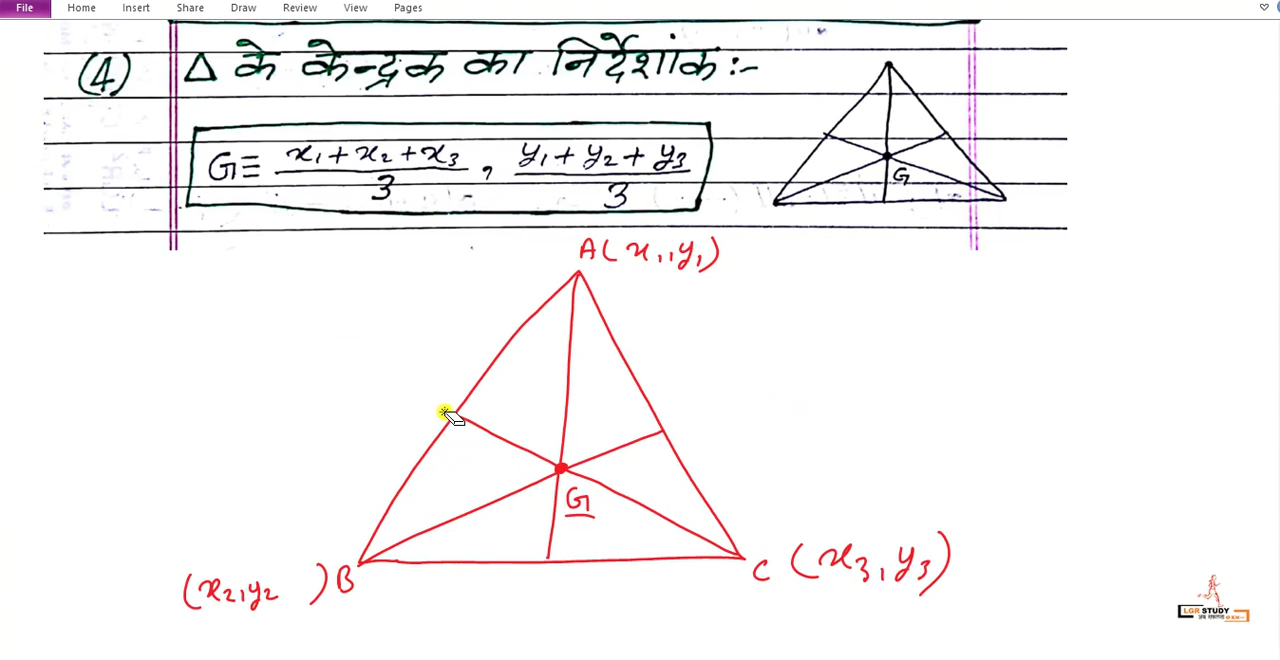 File Home Insert Share Draw Review View Pages
(4) Δ के केन्द्रक का निर्देशांक:-
G≡ x₁+x₂+x₃/3 , y₁+y₂+y₃/3
G
A(x₁,y₁)
G
(x₂,y₂ )B
C (x₃,y₃)
LGR STUDY